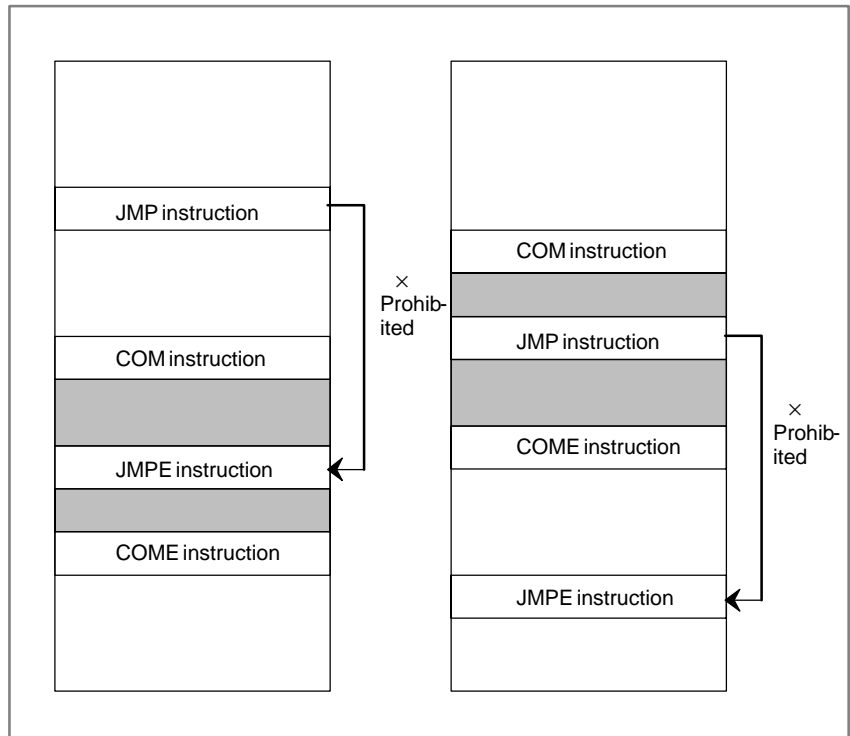 JMP instruction
×
Prohib-
ited
COM instruction
JMPE instruction
COME instruction
COM instruction
JMP instruction
×
Prohib-
ited
COME instruction
JMPE instruction